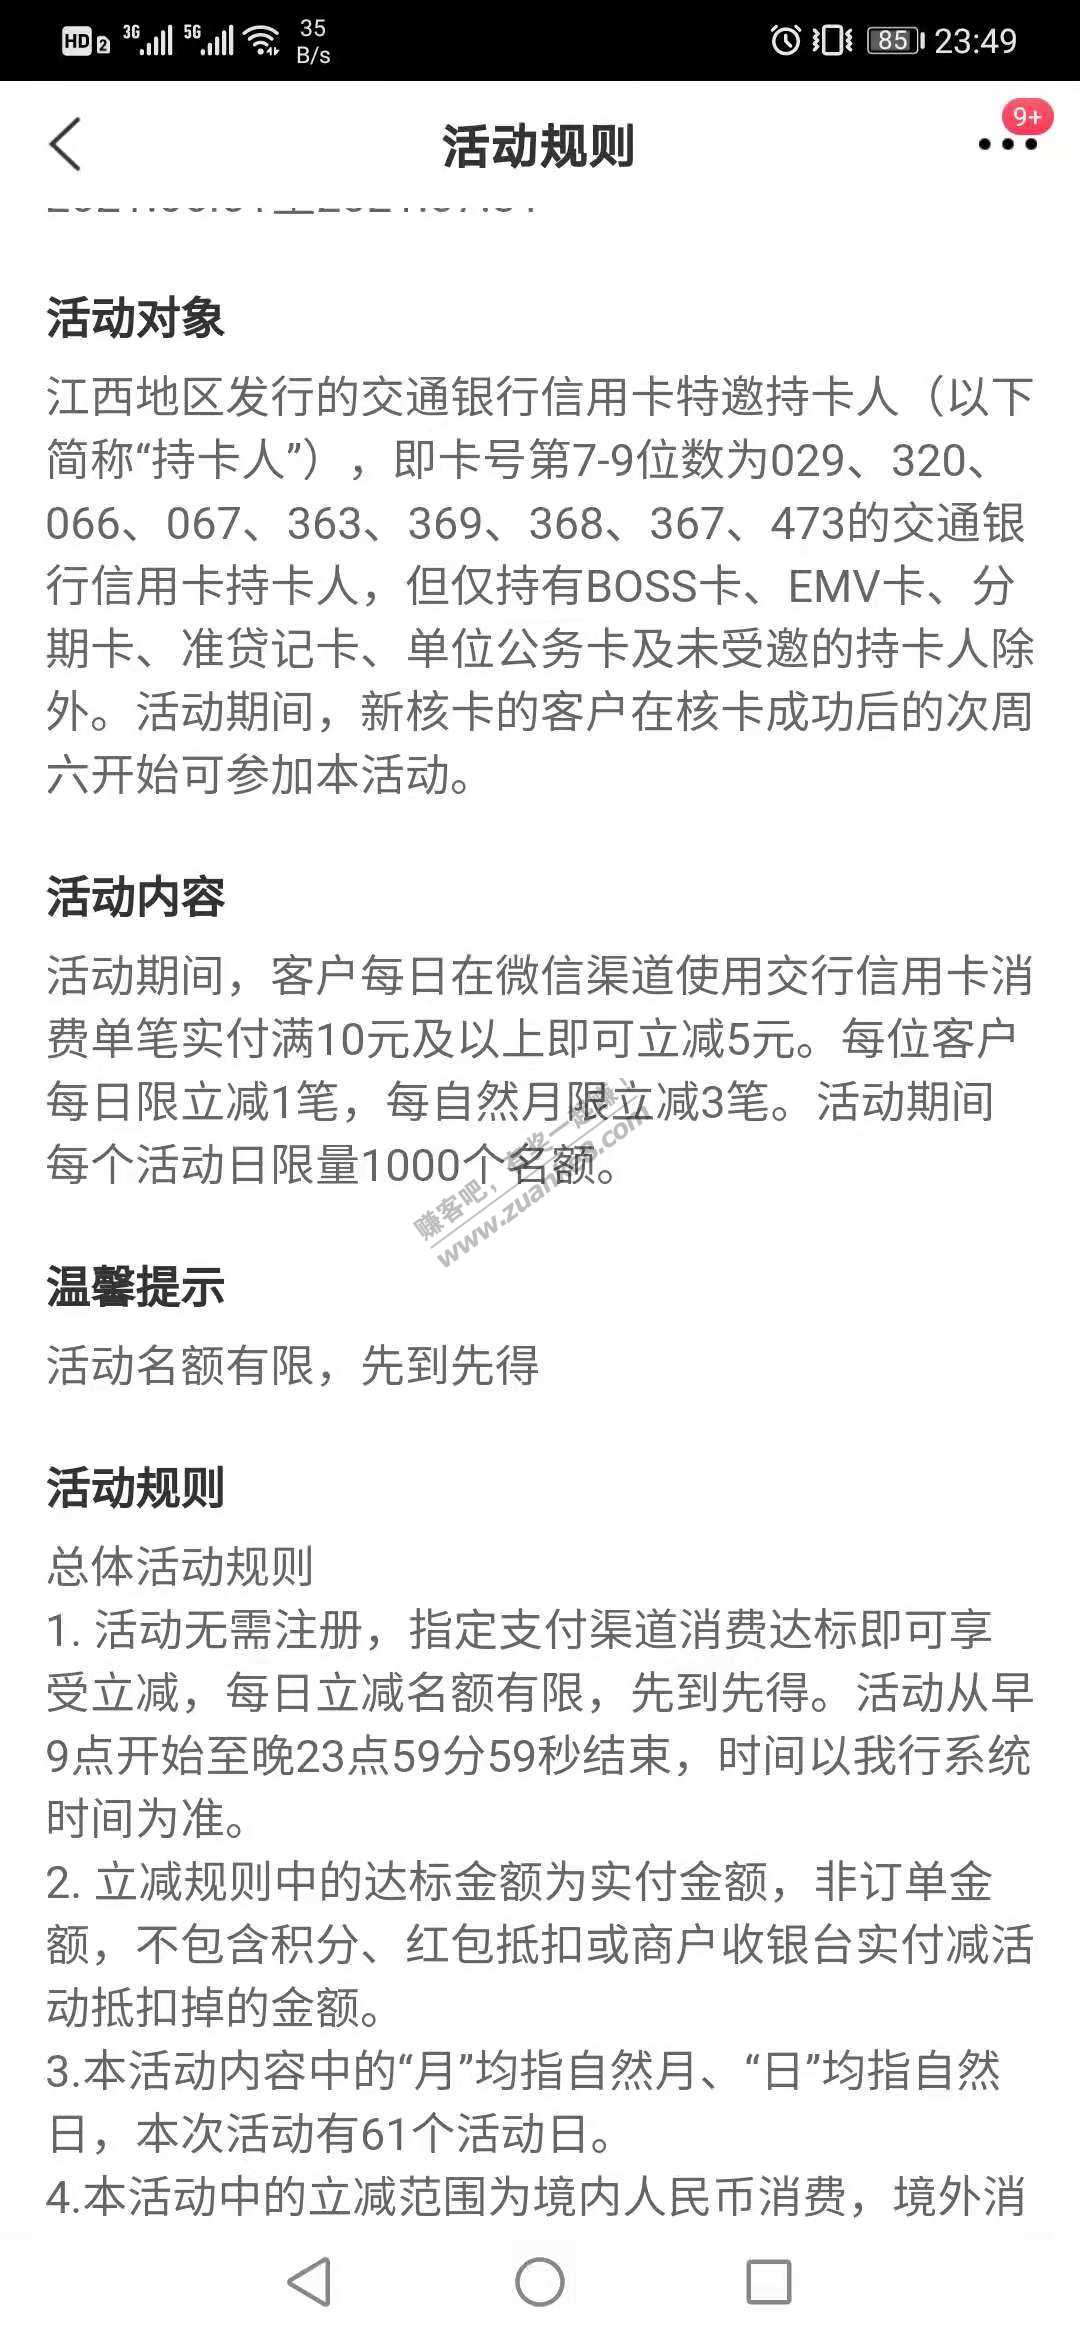 HD 2 3G 5G 35 B/s 85 23:49
活动规则
9+
活动对象
江西地区发行的交通银行信用卡特邀持卡人（以下
简称“持卡人”），即卡号第7-9位数为029、320、
066、067、363、369、368、367、473的交通银
行信用卡持卡人，但仅持有BOSS卡、EMV卡、分
期卡、准贷记卡、单位公务卡及未受邀的持卡人除
外。活动期间，新核卡的客户在核卡成功后的次周
六开始可参加本活动。
活动内容
活动期间，客户每日在微信渠道使用交行信用卡消
费单笔实付满10元及以上即可立减5元。每位客户
每日限立减1笔，每自然月限立减3笔。活动期间
每个活动日限量1000个名额。
赚客吧，有奖一起赚！
www.zuanke8.com
温馨提示
活动名额有限，先到先得
活动规则
总体活动规则
1. 活动无需注册，指定支付渠道消费达标即可享
受立减，每日立减名额有限，先到先得。活动从早
9点开始至晚23点59分59秒结束，时间以我行系统
时间为准。
2. 立减规则中的达标金额为实付金额，非订单金
额，不包含积分、红包抵扣或商户收银台实付减活
动抵扣掉的金额。
3.本活动内容中的“月”均指自然月、“日”均指自然
日，本次活动有61个活动日。
4.本活动中的立减范围为境内人民币消费，境外消